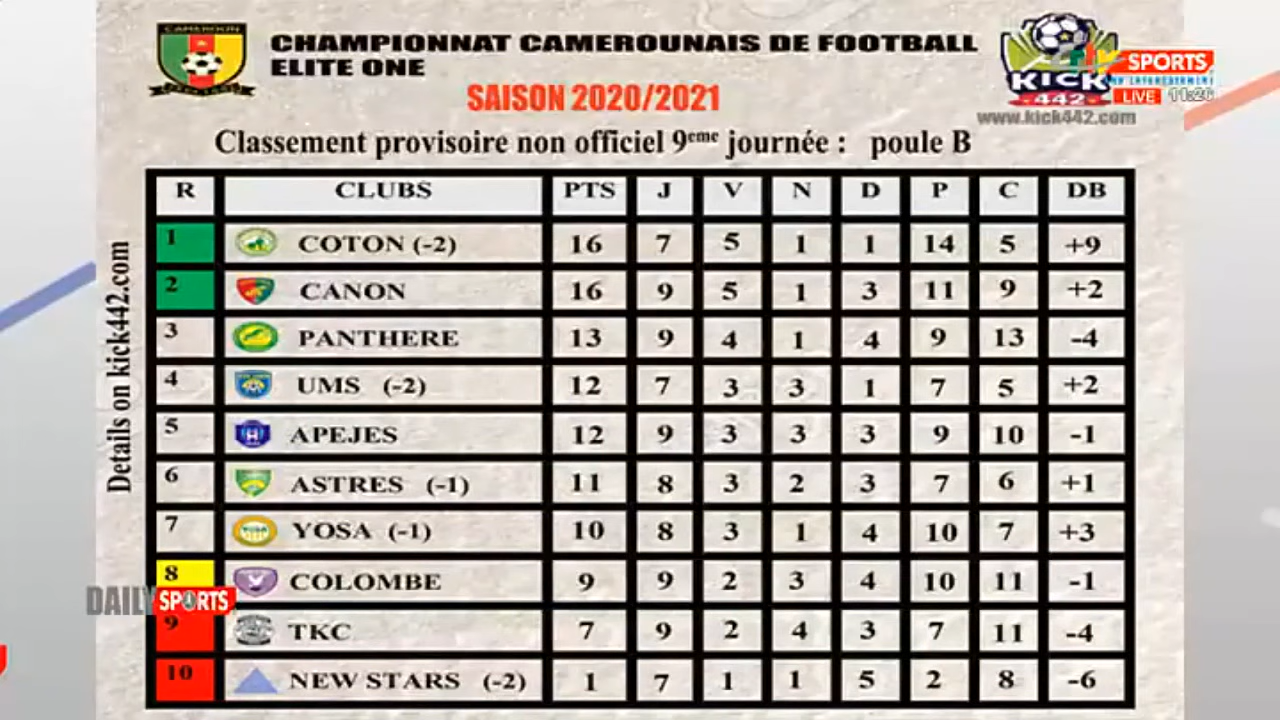 CAMEROON
CHAMPIONNAT CAMEROUNAIS DE FOOTBALL
ELITE ONE
SAISON 2020/2021
KICK
442
www.kick442.com
SPORTS
LIVE 11:26
Classement provisoire non officiel 9eme journée : poule B
Details on kick442.com
R CLUBS PTS J V N D P C DB
1 COTON (-2) 16 7 5 1 1 14 5 +9
2 CANON 16 9 5 1 3 11 9 +2
3 PANTHERE 13 9 4 1 4 9 13 -4
4 UMS (-2) 12 7 3 3 1 7 5 +2
5 APEJES 12 9 3 3 3 9 10 -1
6 ASTRES (-1) 11 8 3 2 3 7 6 +1
7 YOSA (-1) 10 8 3 1 4 10 7 +3
8 COLOMBE 9 9 2 3 4 10 11 -1
9 TKC 7 9 2 4 3 7 11 -4
10 NEW STARS (-2) 1 7 1 1 5 2 8 -6
DAILY SPORTS